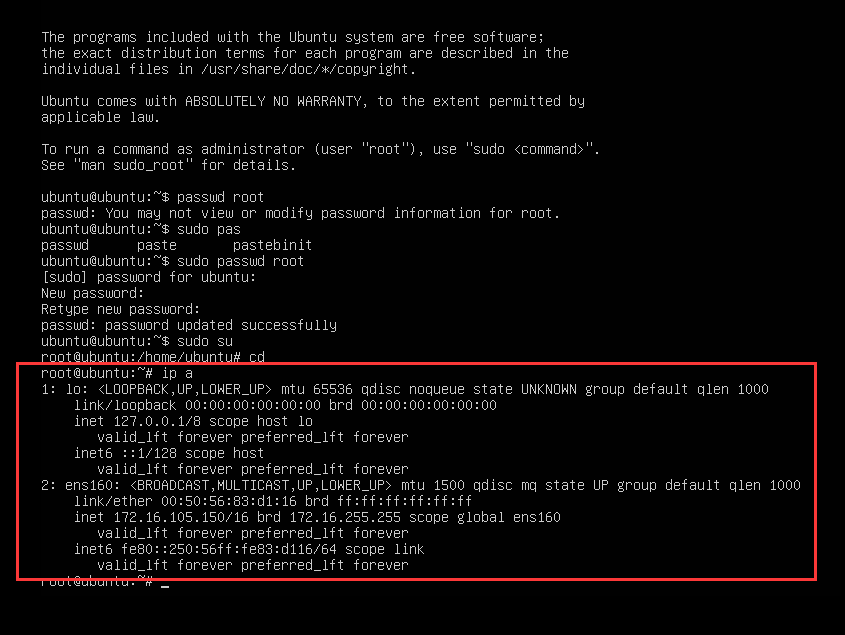 The programs included with the Ubuntu system are free software;
the exact distribution terms for each program are described in the
individual files in /usr/share/doc/*/copyright.
Ubuntu comes with ABSOLUTELY NO WARRANTY, to the extent permitted by
applicable law.
To run a command as administrator (user "root"), use "sudo <command>".
See "man sudo_root" for details.
ubuntu@ubuntu:~$ passwd root
passwd: You may not view or modify password information for root.
ubuntu@ubuntu:~$ sudo pas
passwd      paste       pastebinit
ubuntu@ubuntu:~$ sudo passwd root
[sudo] password for ubuntu:
New password:
Retype new password:
passwd: password updated successfully
ubuntu@ubuntu:~$ sudo su
root@ubuntu:/home/ubuntu# cd
root@ubuntu:~# ip a
1: lo: <LOOPBACK,UP,LOWER_UP> mtu 65536 qdisc noqueue state UNKNOWN group default qlen 1000
    link/loopback 00:00:00:00:00:00 brd 00:00:00:00:00:00
    inet 127.0.0.1/8 scope host lo
       valid_lft forever preferred_lft forever
    inet6 ::1/128 scope host
       valid_lft forever preferred_lft forever
2: ens160: <BROADCAST,MULTICAST,UP,LOWER_UP> mtu 1500 qdisc mq state UP group default qlen 1000
    link/ether 00:50:56:83:d1:16 brd ff:ff:ff:ff:ff:ff
    inet 172.16.105.150/16 brd 172.16.255.255 scope global ens160
       valid_lft forever preferred_lft forever
    inet6 fe80::250:56ff:fe83:d116/64 scope link
       valid_lft forever preferred_lft forever
root@ubuntu:~# _